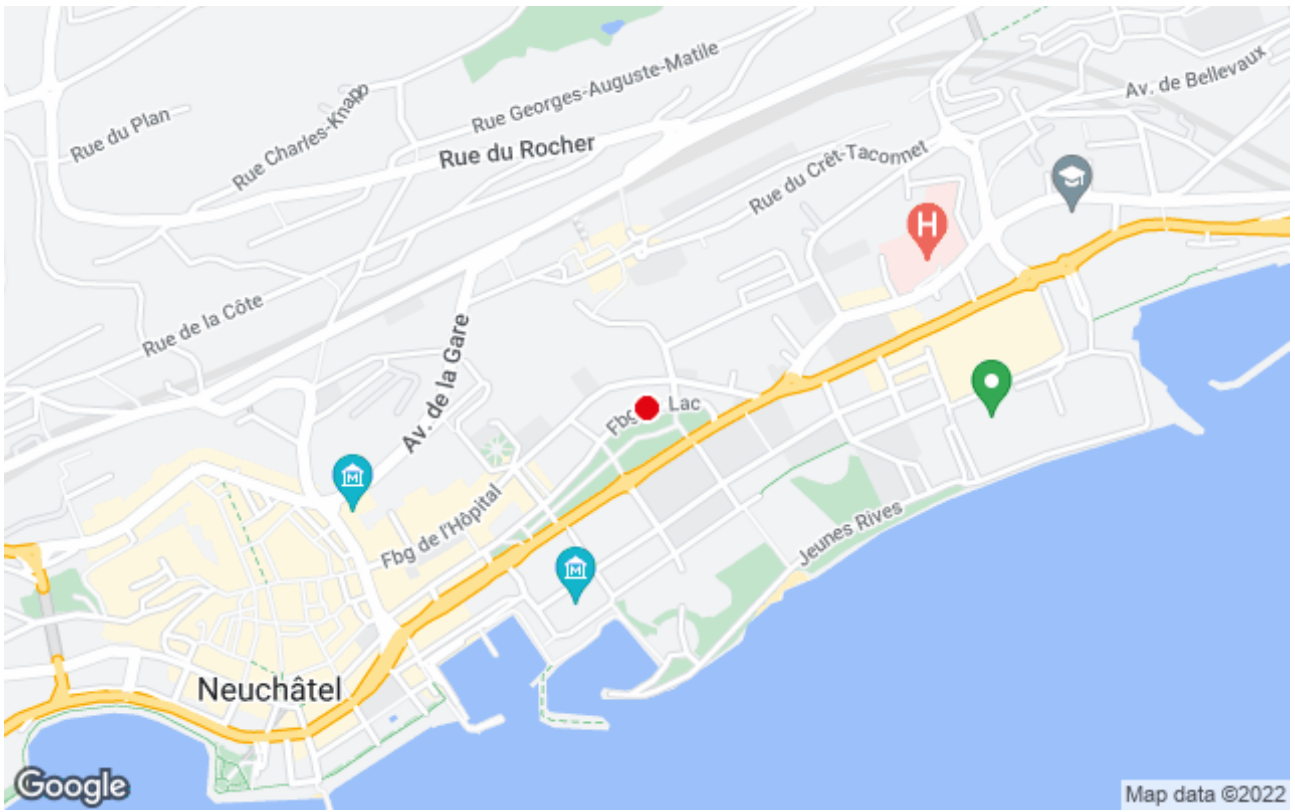 Av. de Bellevaux
Rue Georges-Auguste-Matile
Rue du Plan
Rue Charles-Knapp
Rue du Rocher
Rue du Crêt-Taconnet
H
Rue de la Côte
Av. de la Gare
Fbg Lac
M
Fbg de l'Hôpital
Jeunes Rives
M
Neuchâtel
Google
Map data ©2022